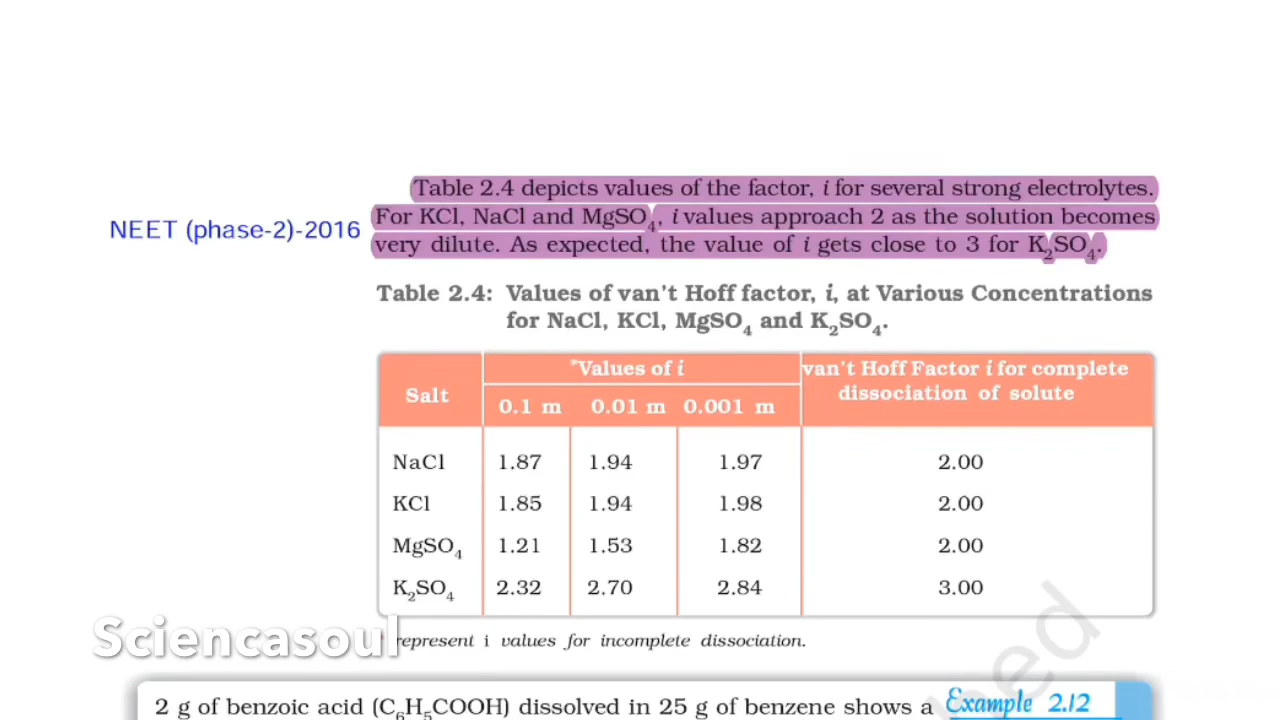 Table 2.4 depicts values of the factor, i for several strong electrolytes.
For KCl, NaCl and MgSO₄, i values approach 2 as the solution becomes
very dilute. As expected, the value of i gets close to 3 for K₂SO₄.
NEET (phase-2)-2016
Table 2.4: Values of van't Hoff factor, i, at Various Concentrations
for NaCl, KCl, MgSO₄ and K₂SO₄.
Salt *Values of i van't Hoff Factor i for complete
dissociation of solute
0.1 m 0.01 m 0.001 m
NaCl 1.87 1.94 1.97 2.00
KCl 1.85 1.94 1.98 2.00
MgSO₄ 1.21 1.53 1.82 2.00
K₂SO₄ 2.32 2.70 2.84 3.00
Sciencasoul
represent i values for incomplete dissociation.
2 g of benzoic acid (C₆H₅COOH) dissolved in 25 g of benzene shows a
Example 2.12